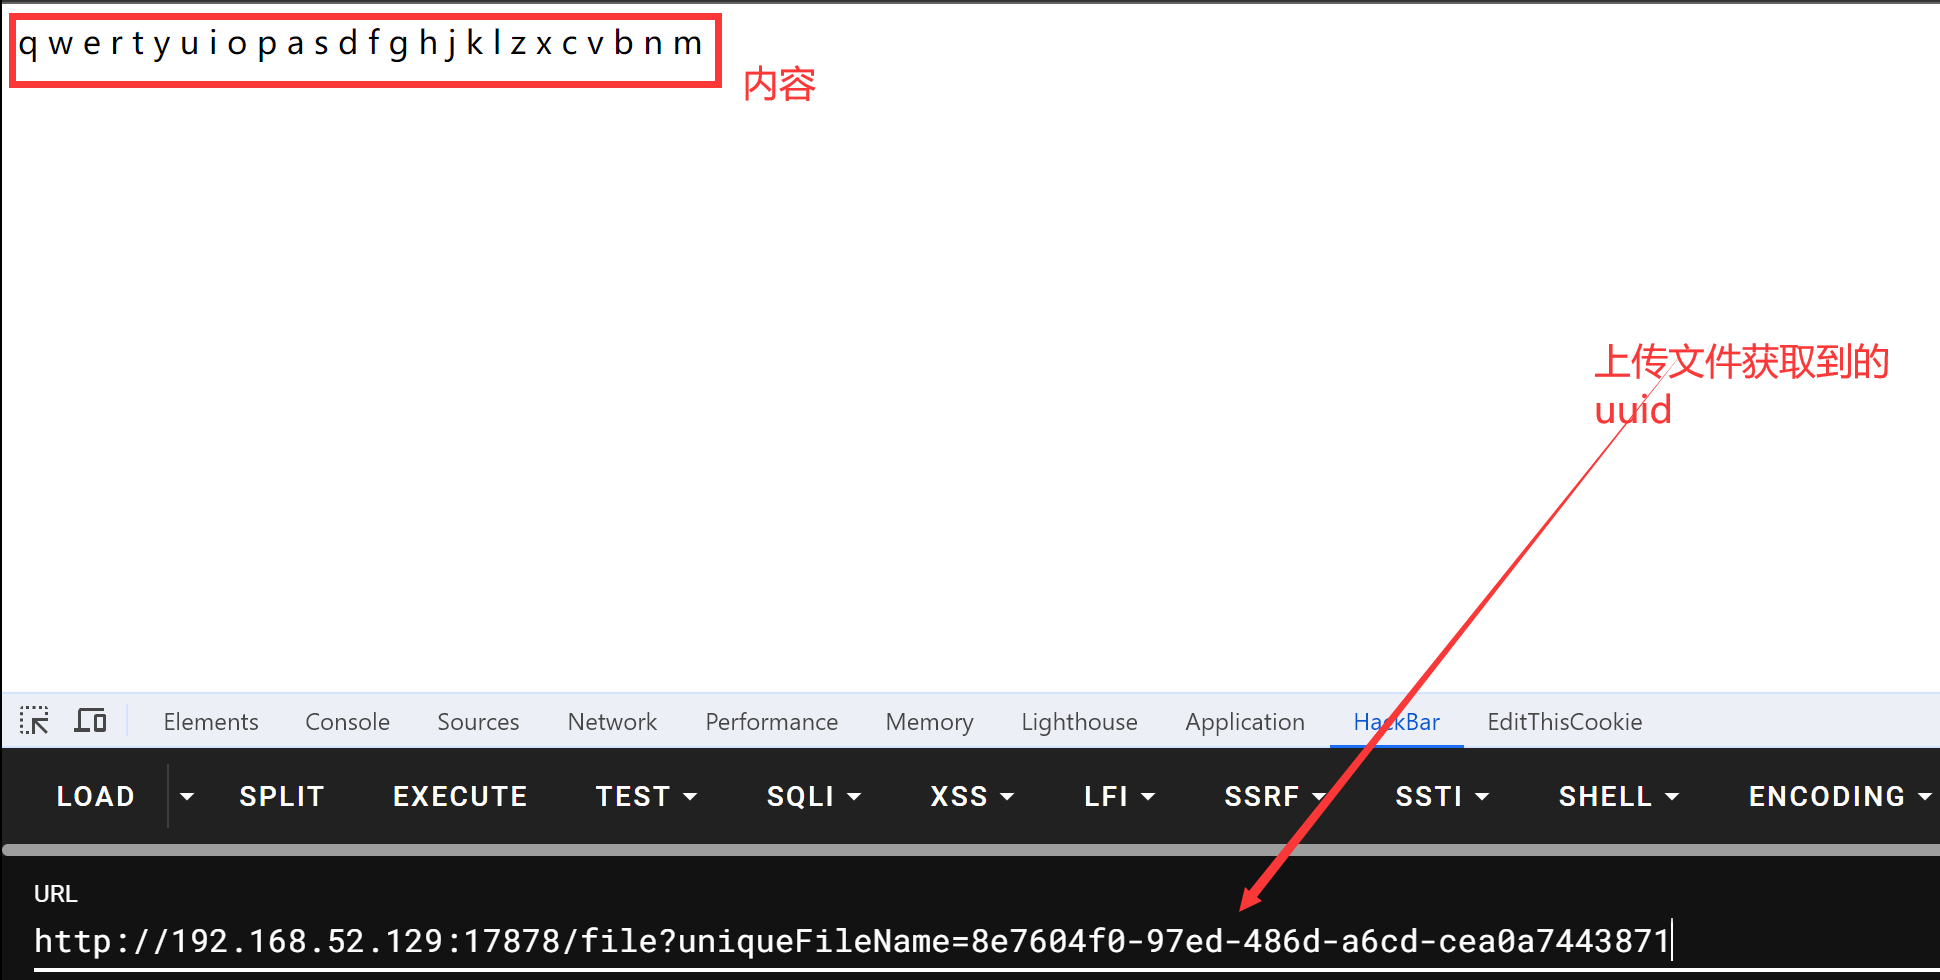 q w e r t y u i o p a s d f g h j k l z x c v b n m
内容
上传文件获取到的
uuid
Elements Console Sources Network Performance Memory Lighthouse Application HackBar EditThisCookie
LOAD SPLIT EXECUTE TEST SQLI XSS LFI SSRF SSTI SHELL ENCODING
URL
http://192.168.52.129:17878/file?uniqueFileName=8e7604f0-97ed-486d-a6cd-cea0a7443871